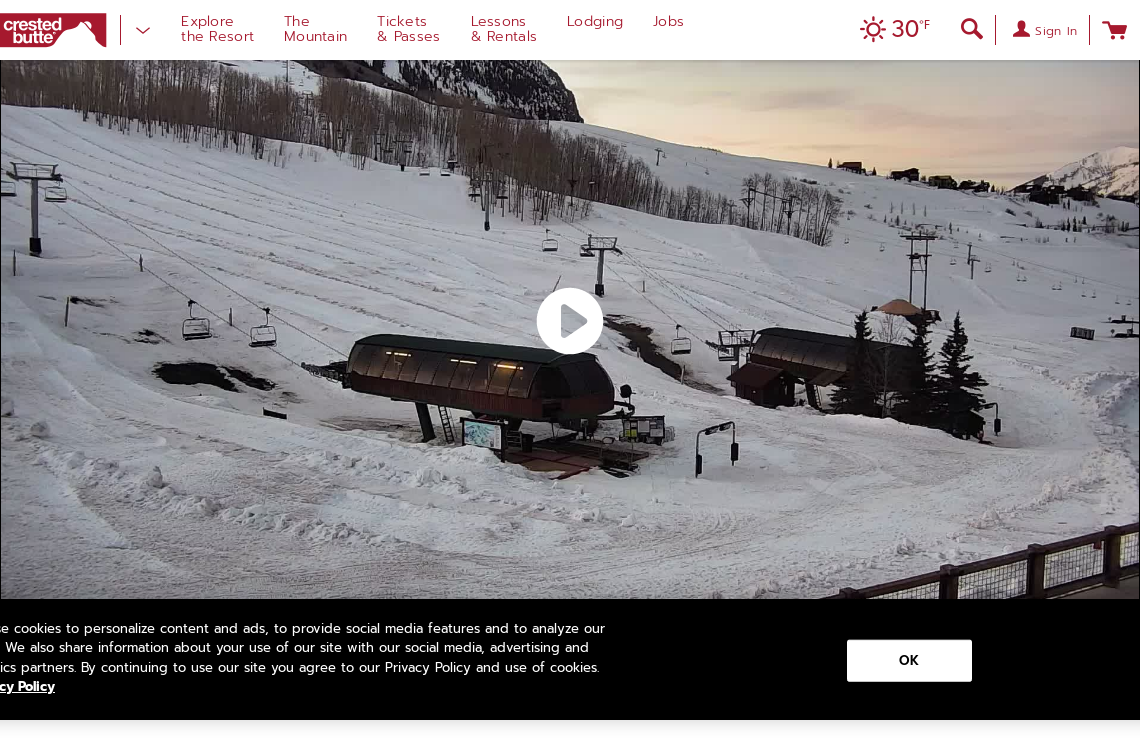 crested
butte
Explore
the Resort
The
Mountain
Tickets
& Passes
Lessons
& Rentals
Lodging
Jobs
30°F
Sign In
se cookies to personalize content and ads, to provide social media features and to analyze our
We also share information about your use of our site with our social media, advertising and
ics partners. By continuing to use our site you agree to our Privacy Policy and use of cookies.
cy Policy
OK